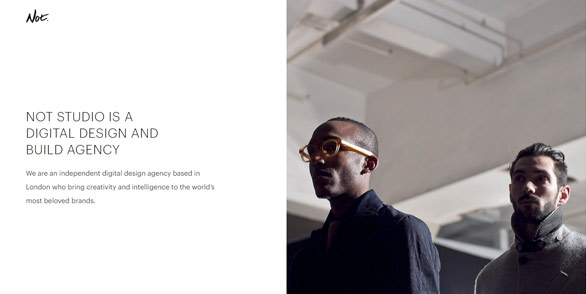 Not.
NOT STUDIO IS A
DIGITAL DESIGN AND
BUILD AGENCY
We are an independent digital design agency based in
London who bring creativity and intelligence to the world's
most beloved brands.